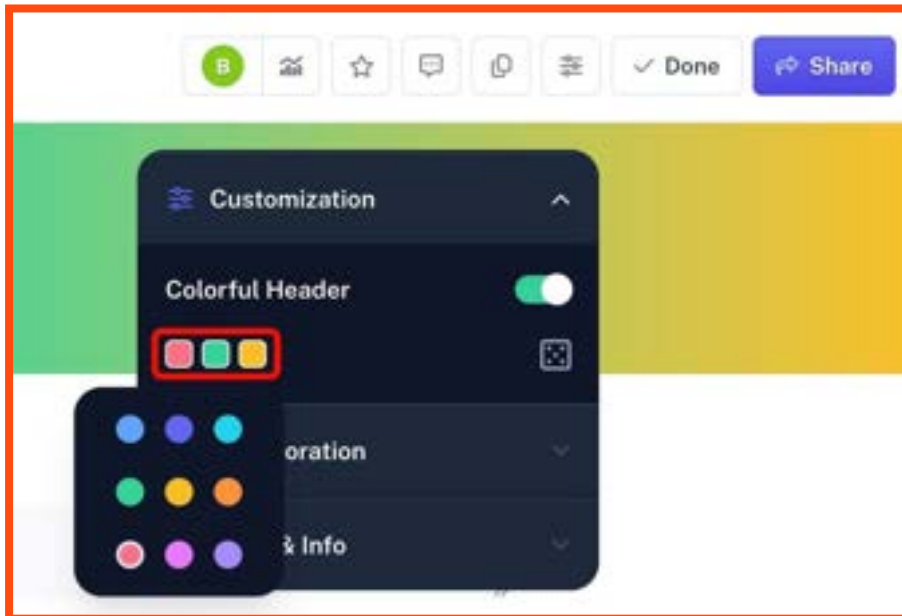 B
Done
Share
Customization
Colorful Header
oration
& Info